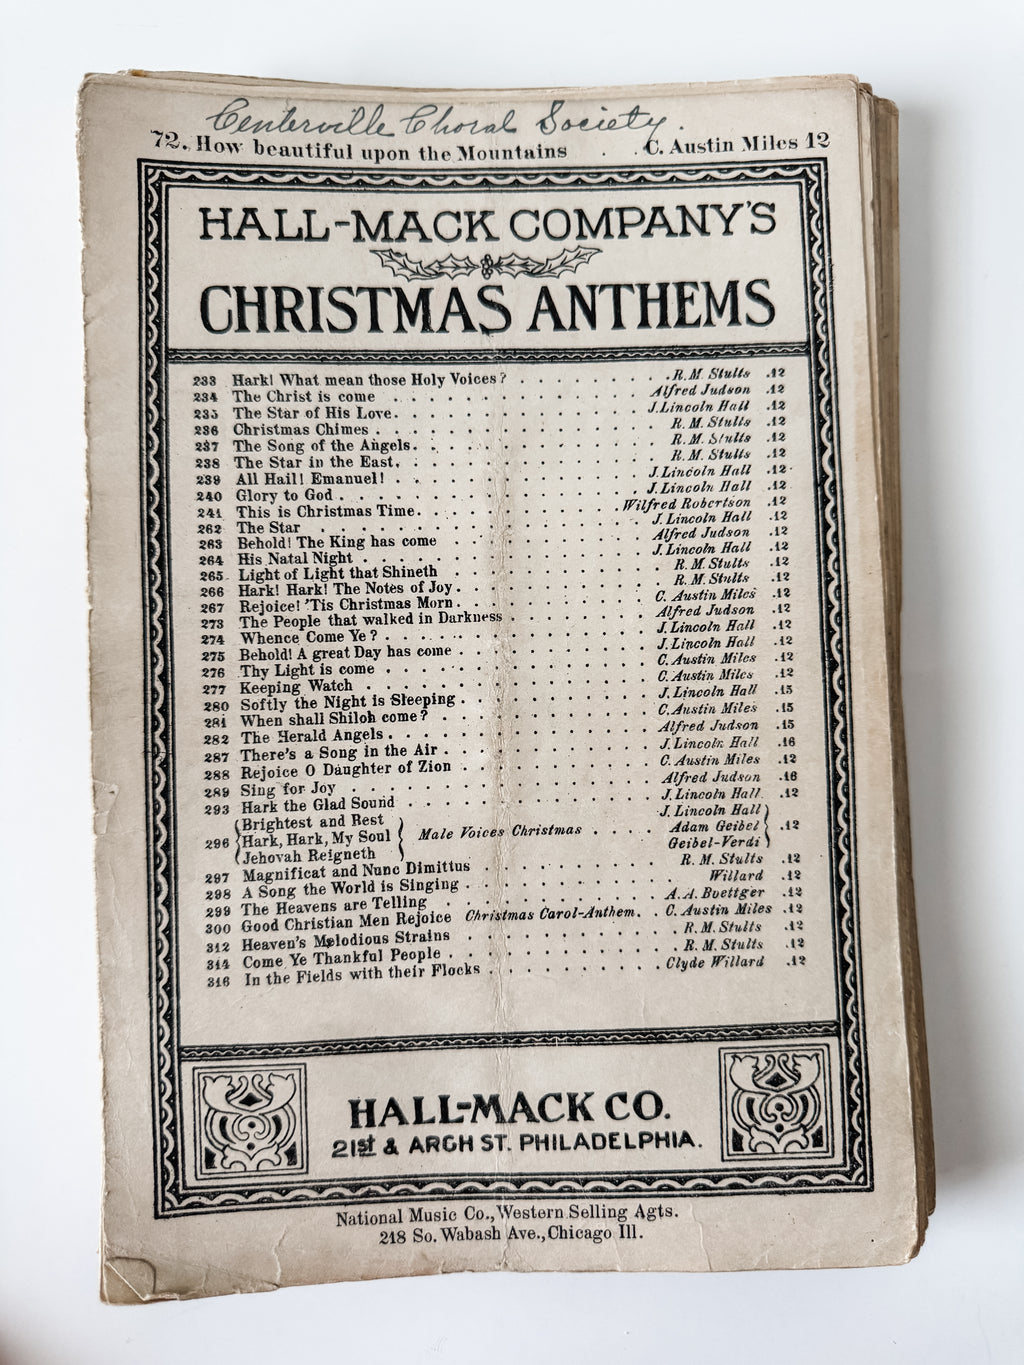 Centerville Choral Society.
72. How beautiful upon the Mountains . . C. Austin Miles 12
HALL-MACK COMPANY'S
CHRISTMAS ANTHEMS
233 Hark! What mean those Holy Voices? . . . . . . . . . . R. M. Stults .12
234 The Christ is come . . . . . . . . . . Alfred Judson .12
235 The Star of His Love. . . . . . . . . . J. Lincoln Hall .12
236 Christmas Chimes . . . . . . . . . . R. M. Stults .12
237 The Song of the Angels. . . . . . . . . . R. M. Stults .12
238 The Star in the East. . . . . . . . . . R. M. Stults .12
239 All Hail! Emanuel! . . . . . . . . . . J. Lincoln Hall .12
240 Glory to God . . . . . . . . . . J. Lincoln Hall .12
241 This is Christmas Time. . . . . . . . . . Wilfred Robertson .12
262 The Star . . . . . . . . . . J. Lincoln Hall .12
263 Behold! The King has come . . . . . . . . . . Alfred Judson .12
264 His Natal Night . . . . . . . . . . J. Lincoln Hall .12
265 Light of Light that Shineth . . . . . . . . . . R. M. Stults .12
266 Hark! Hark! The Notes of Joy. . . . . . . . . . R. M. Stults .12
267 Rejoice! 'Tis Christmas Morn. . . . . . . . . . C. Austin Miles .12
273 The People that walked in Darkness . . . . . . . . . . Alfred Judson .12
274 Whence Come Ye? . . . . . . . . . . J. Lincoln Hall .12
275 Behold! A great Day has come . . . . . . . . . . J. Lincoln Hall .12
276 Thy Light is come . . . . . . . . . . C. Austin Miles .12
277 Keeping Watch . . . . . . . . . . C. Austin Miles .12
280 Softly the Night is Sleeping . . . . . . . . . . J. Lincoln Hall .15
281 When shall Shiloh come? . . . . . . . . . . C. Austin Miles .15
282 The Herald Angels . . . . . . . . . . Alfred Judson .15
287 There's a Song in the Air . . . . . . . . . . J. Lincoln Hall .16
288 Rejoice O Daughter of Zion . . . . . . . . . . C. Austin Miles .12
289 Sing for Joy . . . . . . . . . . Alfred Judson .16
293 Hark the Glad Sound . . . . . . . . . . J. Lincoln Hall .12
Brightest and Rest J. Lincoln Hall
296 Hark, Hark, My Soul Male Voices Christmas . . . . Adam Geibel .12
Jehovah Reigneth Geibel-Verdi
297 Magnificat and Nunc Dimittus . . . . . . . . . . R. M. Stults .12
298 A Song the World is Singing . . . . . . . . . . Willard .12
299 The Heavens are Telling . . . . . . . . . . A. A. Buettger .12
300 Good Christian Men Rejoice Christmas Carol-Anthem. . . C. Austin Miles .12
312 Heaven's Melodious Strains . . . . . . . . . . R. M. Stults .12
314 Come Ye Thankful People . . . . . . . . . . R. M. Stults .12
316 In the Fields with their Flocks . . . . . . . . . . Clyde Willard .12
HALL-MACK CO.
21st & ARCH ST. PHILADELPHIA.
National Music Co., Western Selling Agts.
218 So. Wabash Ave., Chicago Ill.